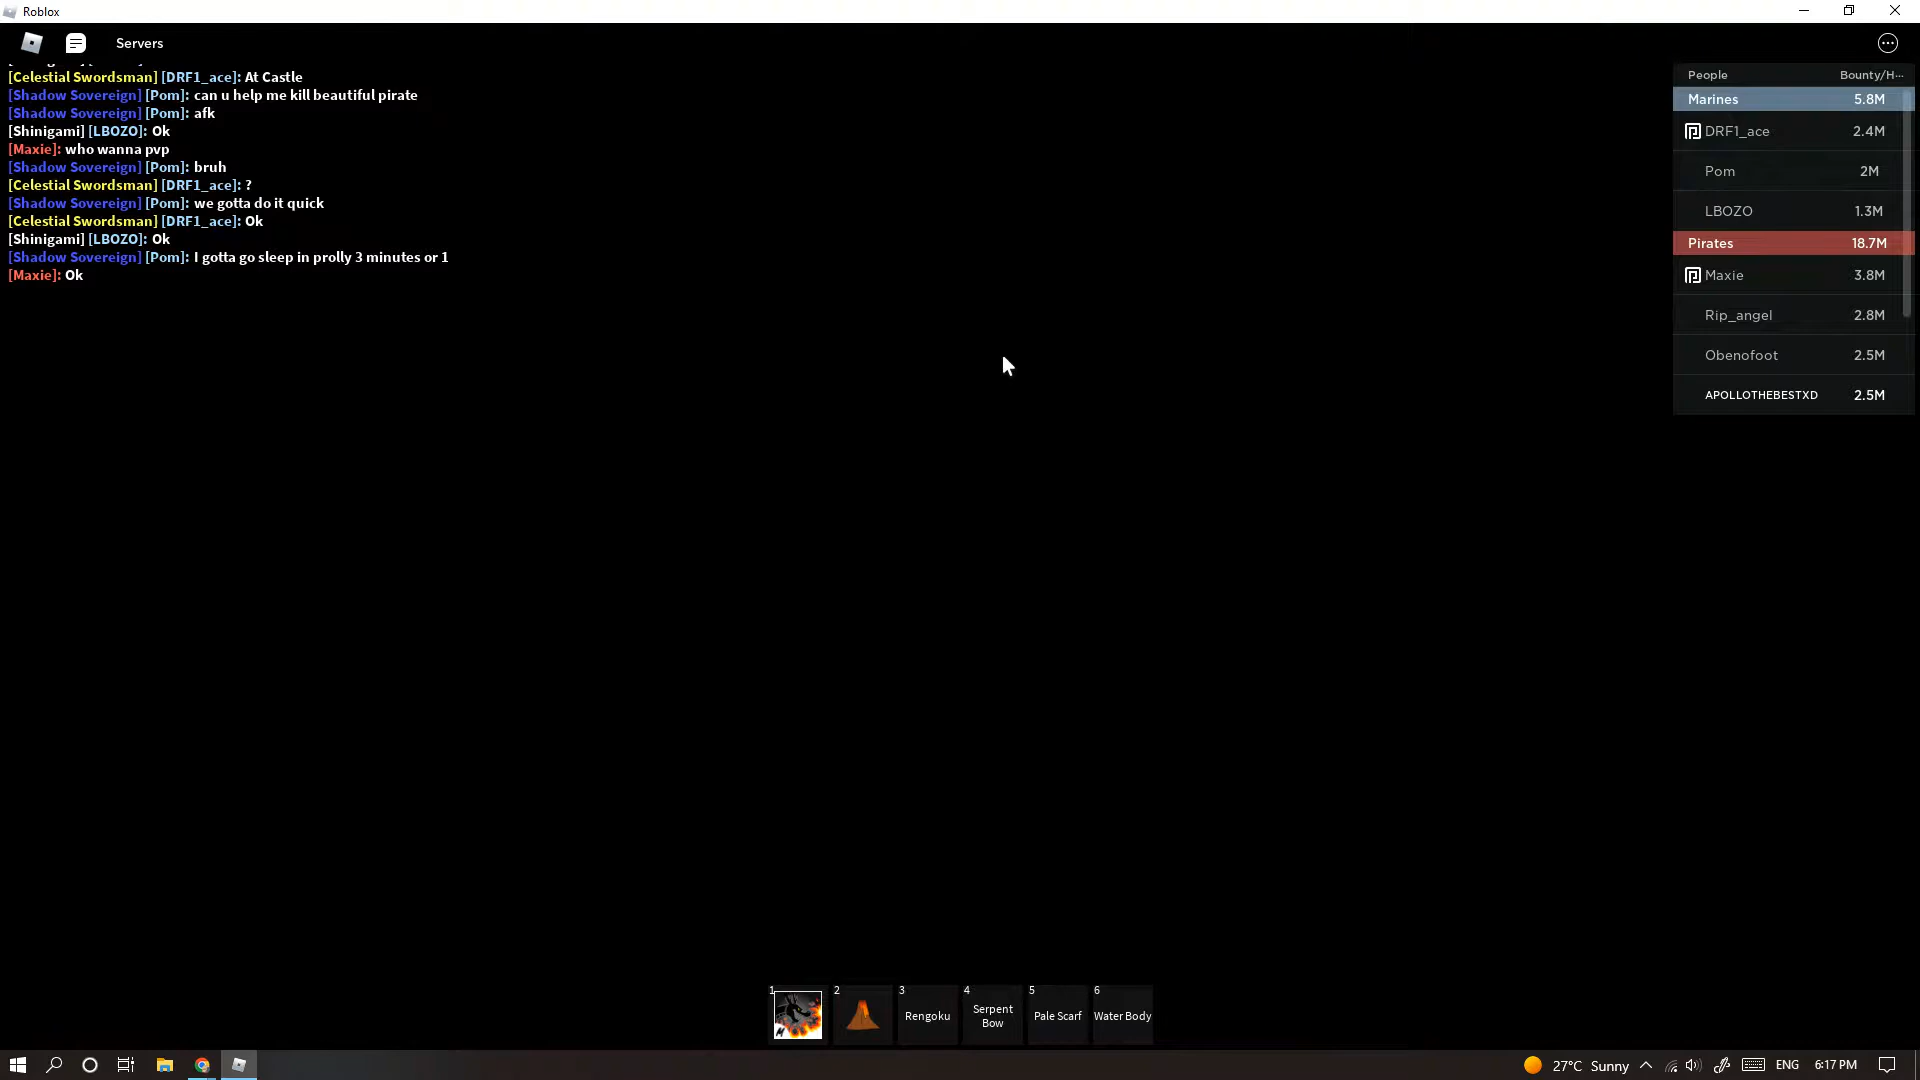 Roblox
Servers
[Celestial Swordsman] [DRF1_ace]: At Castle
[Shadow Sovereign] [Pom]: can u help me kill beautiful pirate
[Shadow Sovereign] [Pom]: afk
[Shinigami] [LBOZO]: Ok
[Maxie]: who wanna pvp
[Shadow Sovereign] [Pom]: bruh
[Celestial Swordsman] [DRF1_ace]: ?
[Shadow Sovereign] [Pom]: we gotta do it quick
[Celestial Swordsman] [DRF1_ace]: Ok
[Shinigami] [LBOZO]: Ok
[Shadow Sovereign] [Pom]: I gotta go sleep in prolly 3 minutes or 1
[Maxie]: Ok
People Bounty/H...
Marines 5.8M
DRF1_ace 2.4M
Pom 2M
LBOZO 1.3M
Pirates 18.7M
Maxie 3.8M
Rip_angel 2.8M
Obenofoot 2.5M
APOLLOTHEBESTXD 2.5M
1
2
3 Rengoku
4 Serpent Bow
5 Pale Scarf
6 Water Body
27°C Sunny ENG 6:17 PM